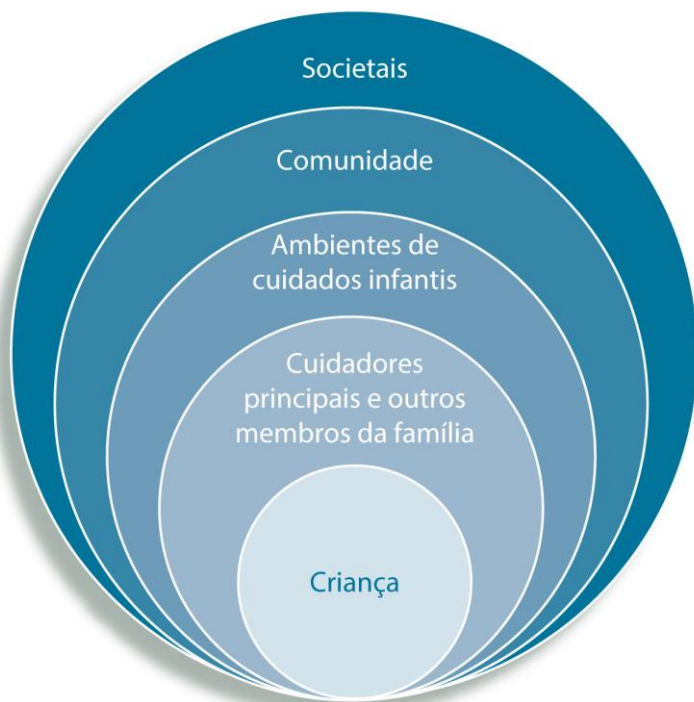 Societais
Comunidade
Ambientes de
cuidados infantis
Cuidadores
principais e outros
membros da família
Criança